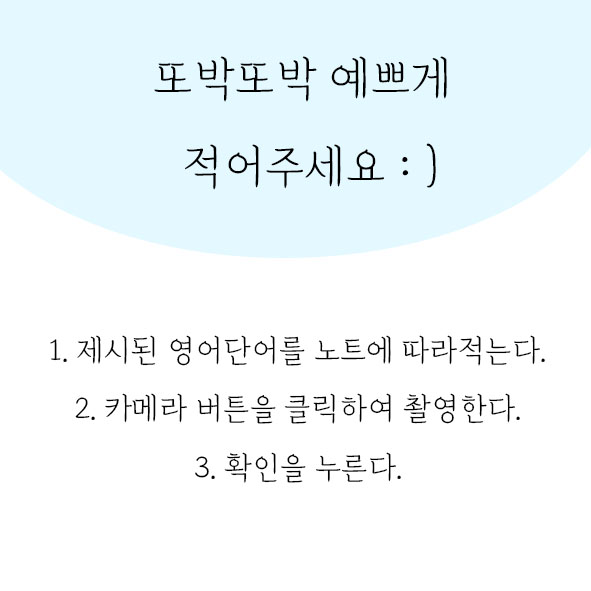 또박또박 예쁘게
적어주세요 : )
1. 제시된 영어단어를 노트에 따라적는다.
2. 카메라 버튼을 클릭하여 촬영한다.
3. 확인을 누른다.